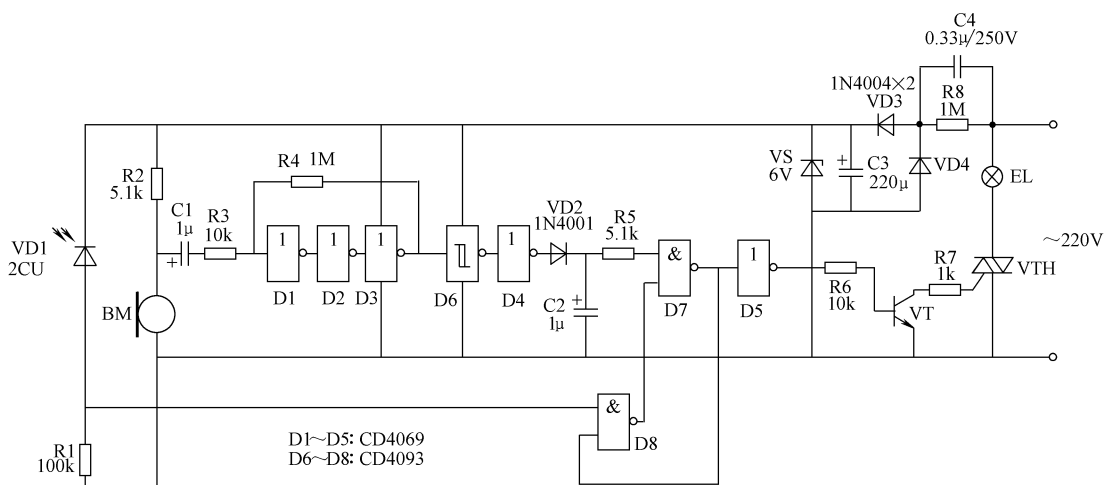 C4
0.33μ/250V
1N4004×2
VD3
R8
1M
R4
1M
R2
5.1k
VS
6V
C3
220μ
VD4
EL
C1
1μ
R3
10k
VD2
1N4001
R5
5.1k
VD1
2CU
1
1
1
1
&
1
~220V
R7
1k
VTH
BM
D1
D2
D3
D6
D4
C2
1μ
D7
D5
R6
10k
VT
&
D8
R1
100k
D1~D5: CD4069
D6~D8: CD4093